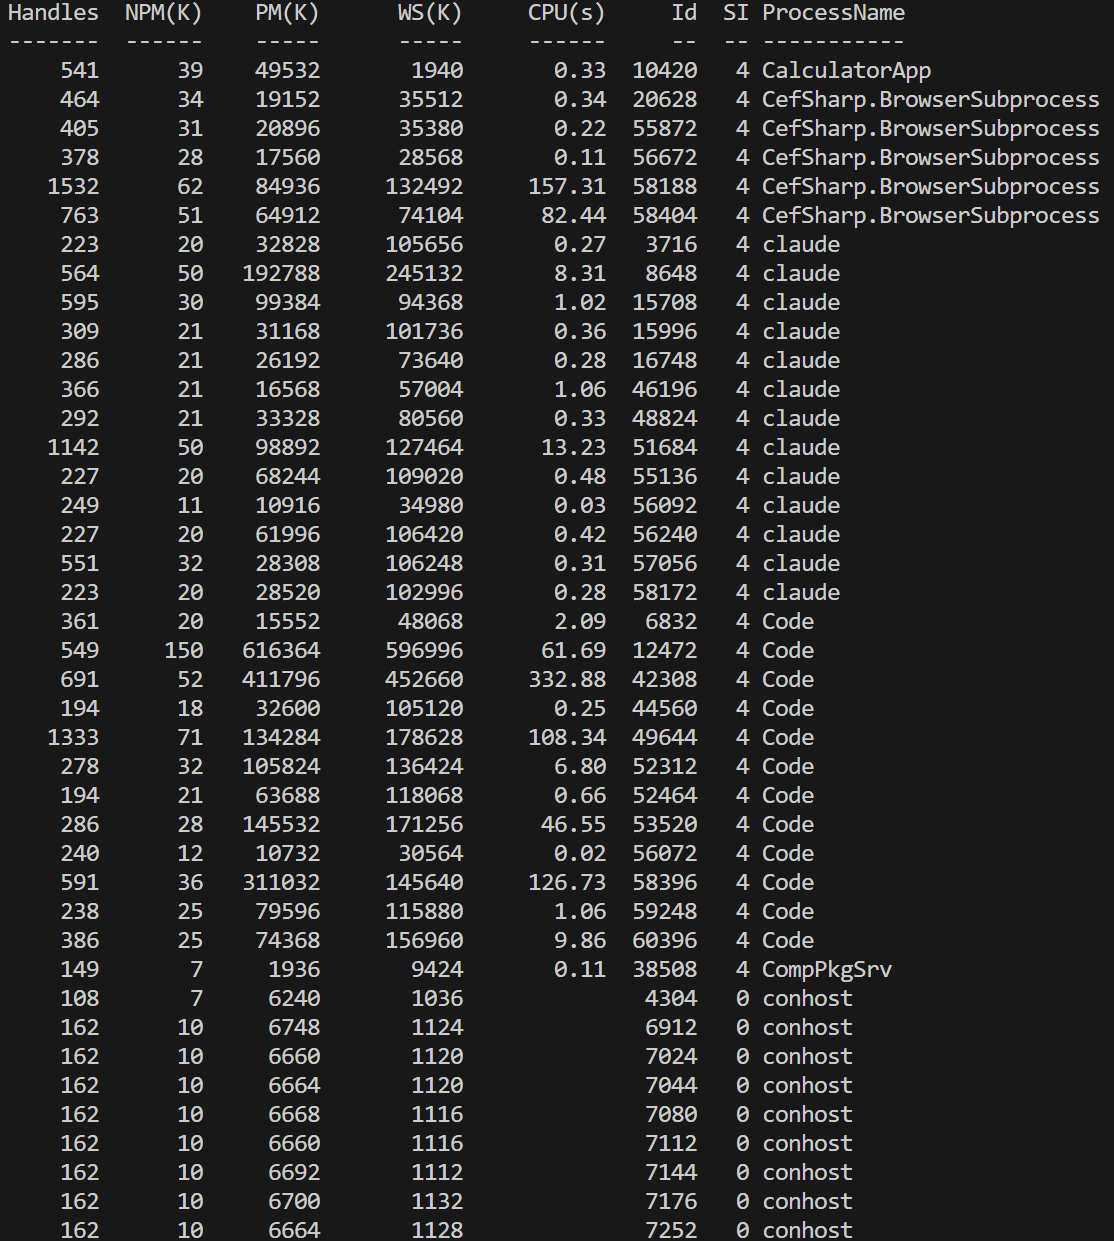 Handles  NPM(K)    PM(K)      WS(K)     CPU(s)     Id  SI ProcessName
-------  ------    -----      -----     ------     --  -- -----------
    541      39    49532       1940       0.33  10420   4 CalculatorApp
    464      34    19152      35512       0.34  20628   4 CefSharp.BrowserSubprocess
    405      31    20896      35380       0.22  55872   4 CefSharp.BrowserSubprocess
    378      28    17560      28568       0.11  56672   4 CefSharp.BrowserSubprocess
   1532      62    84936     132492     157.31  58188   4 CefSharp.BrowserSubprocess
    763      51    64912      74104      82.44  58404   4 CefSharp.BrowserSubprocess
    223      20    32828     105656       0.27   3716   4 claude
    564      50   192788     245132       8.31   8648   4 claude
    595      30    99384      94368       1.02  15708   4 claude
    309      21    31168     101736       0.36  15996   4 claude
    286      21    26192      73640       0.28  16748   4 claude
    366      21    16568      57004       1.06  46196   4 claude
    292      21    33328      80560       0.33  48824   4 claude
   1142      50    98892     127464      13.23  51684   4 claude
    227      20    68244     109020       0.48  55136   4 claude
    249      11    10916      34980       0.03  56092   4 claude
    227      20    61996     106420       0.42  56240   4 claude
    551      32    28308     106248       0.31  57056   4 claude
    223      20    28520     102996       0.28  58172   4 claude
    361      20    15552      48068       2.09   6832   4 Code
    549     150   616364     596996      61.69  12472   4 Code
    691      52   411796     452660     332.88  42308   4 Code
    194      18    32600     105120       0.25  44560   4 Code
   1333      71   134284     178628     108.34  49644   4 Code
    278      32   105824     136424       6.80  52312   4 Code
    194      21    63688     118068       0.66  52464   4 Code
    286      28   145532     171256      46.55  53520   4 Code
    240      12    10732      30564       0.02  56072   4 Code
    591      36   311032     145640     126.73  58396   4 Code
    238      25    79596     115880       1.06  59248   4 Code
    386      25    74368     156960       9.86  60396   4 Code
    149       7     1936       9424       0.11  38508   4 CompPkgSrv
    108       7     6240       1036               4304   0 conhost
    162      10     6748       1124               6912   0 conhost
    162      10     6660       1120               7024   0 conhost
    162      10     6664       1120               7044   0 conhost
    162      10     6668       1116               7080   0 conhost
    162      10     6660       1116               7112   0 conhost
    162      10     6692       1112               7144   0 conhost
    162      10     6700       1132               7176   0 conhost
    162      10     6664       1128               7252   0 conhost